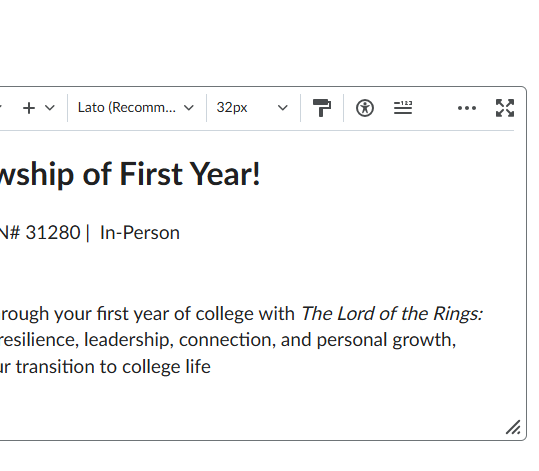 Lato (Recomm... 32px
wship of First Year!
N# 31280 | In-Person
rough your first year of college with The Lord of the Rings:
resilience, leadership, connection, and personal growth,
ur transition to college life